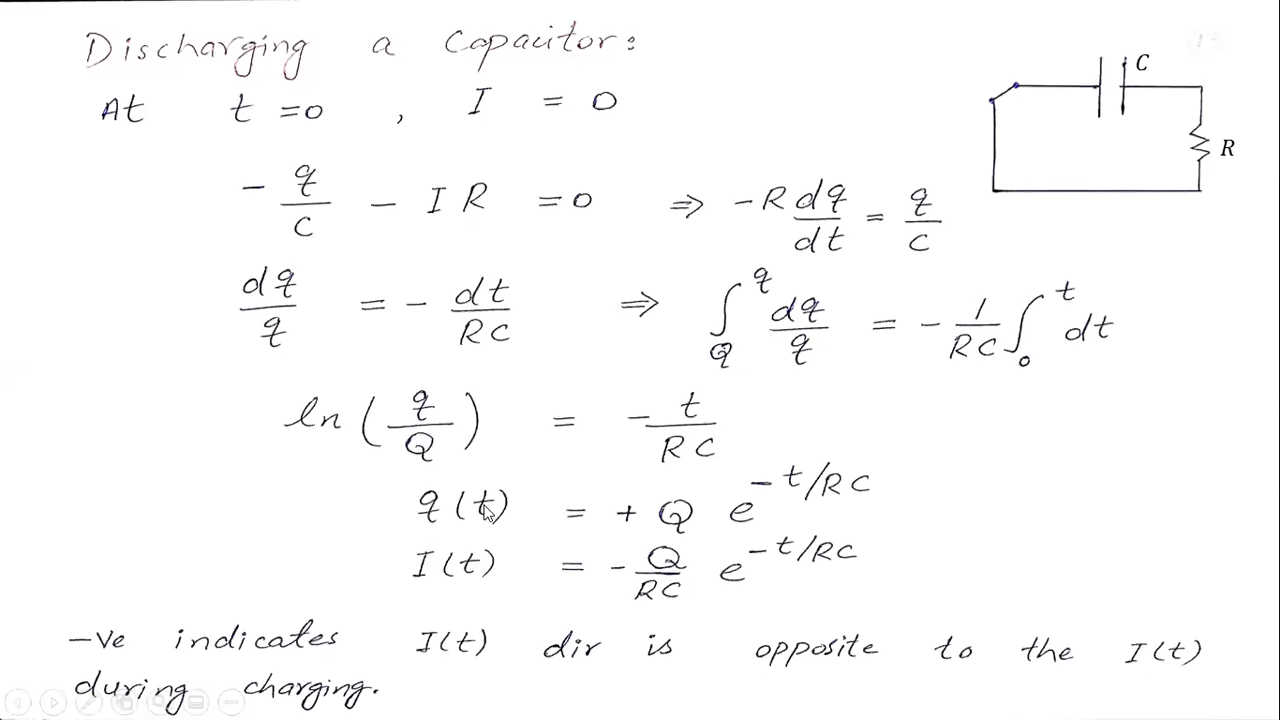 Discharging a Capacitor:
At t = 0 , I = 0
C
R
- q/C - IR = 0 ⇒ -R dq/dt = q/C
dq/q = - dt/RC ⇒ ∫_Q^q dq/q = - 1/RC ∫_0^t dt
ln(q/Q) = - t/RC
q(t) = + Q e^{-t/RC}
I(t) = - Q/RC e^{-t/RC}
-ve indicates I(t) dir is opposite to the I(t)
during charging.